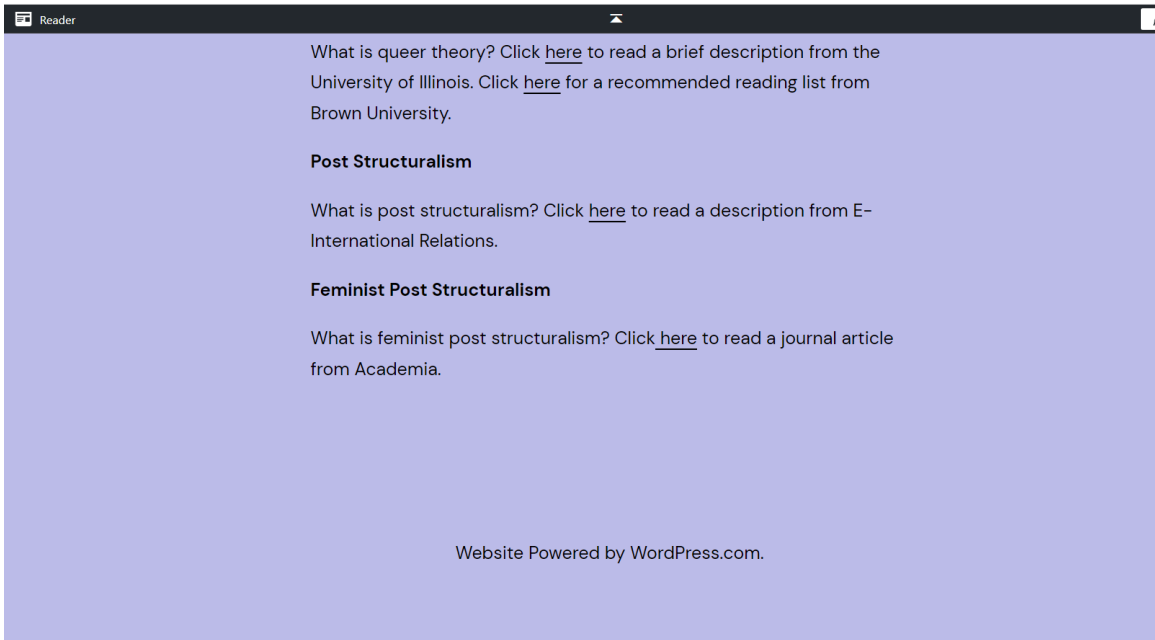 Reader
What is queer theory? Click here to read a brief description from the
University of Illinois. Click here for a recommended reading list from
Brown University.
Post Structuralism
What is post structuralism? Click here to read a description from E-
International Relations.
Feminist Post Structuralism
What is feminist post structuralism? Click here to read a journal article
from Academia.
Website Powered by WordPress.com.